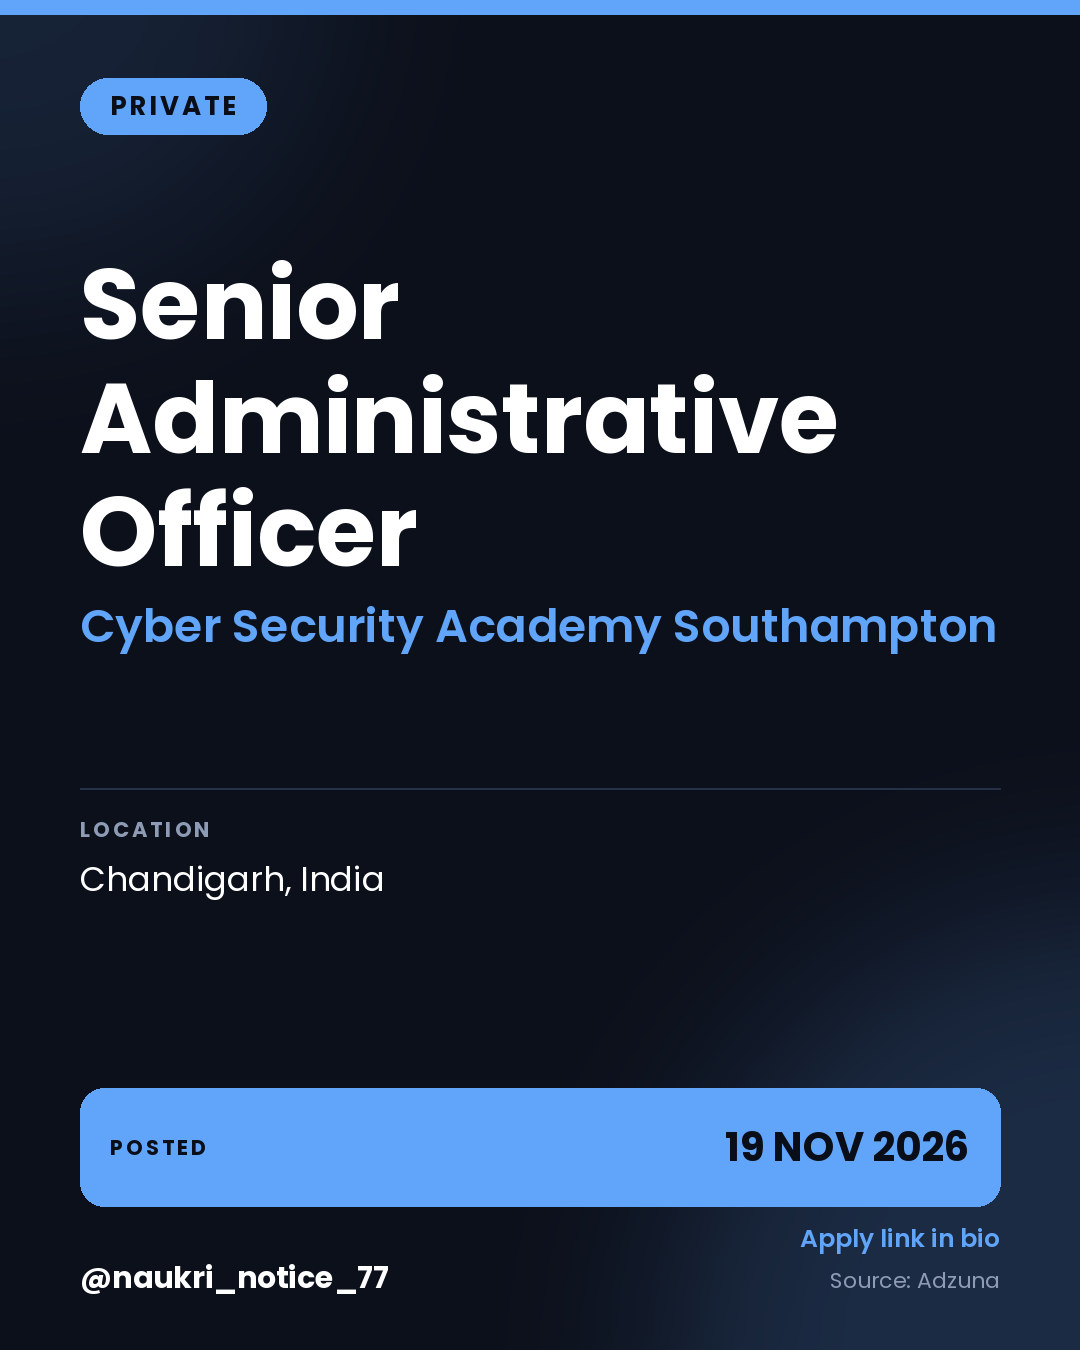 PRIVATE
Senior
Administrative
Officer
Cyber Security Academy Southampton
LOCATION
Chandigarh, India
POSTED
19 NOV 2026
Apply link in bio
@naukri_notice_77
Source: Adzuna